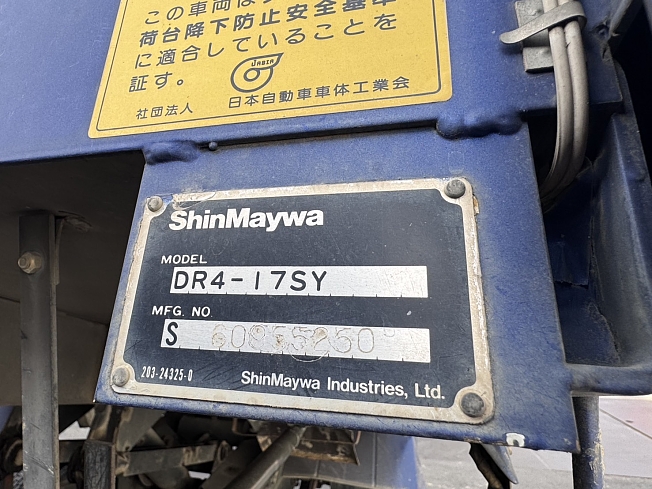 この車両は
荷台降下防止安全基準
に適合していることを
証す。
JABIA
社団法人 日本自動車車体工業会
ShinMaywa
MODEL
DR4-17SY
MFG. NO.
S
203-24325-0
ShinMaywa Industries, Ltd.